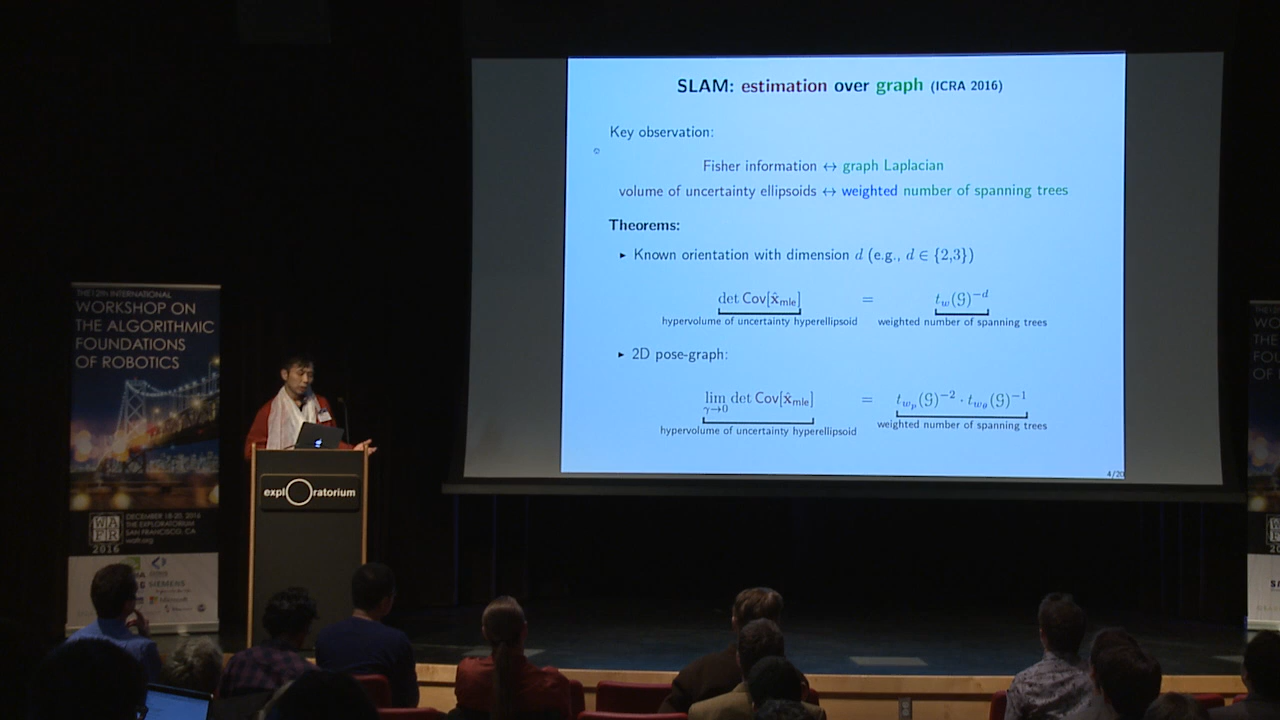 SLAM: estimation over graph (ICRA 2016)
Key observation:
Fisher information ↔ graph Laplacian
volume of uncertainty ellipsoids ↔ weighted number of spanning trees
Theorems:
▸ Known orientation with dimension d (e.g., d ∈ {2,3})
det Cov[x̂mle] = t_w(𝒢)^−d
hypervolume of uncertainty hyperellipsoid weighted number of spanning trees
▸ 2D pose-graph:
lim γ→0 det Cov[x̂mle] = t_wp(𝒢)^−2 · t_wθ(𝒢)^−1
hypervolume of uncertainty hyperellipsoid weighted number of spanning trees
4/20
THE 12th INTERNATIONAL
WORKSHOP ON
THE ALGORITHMIC
FOUNDATIONS
OF ROBOTICS
WAFR
2016
DECEMBER 18-20, 2016
THE EXPLORATORIUM
SAN FRANCISCO, CA
wafr.org
SIEMENS
Microsoft
explOratorium